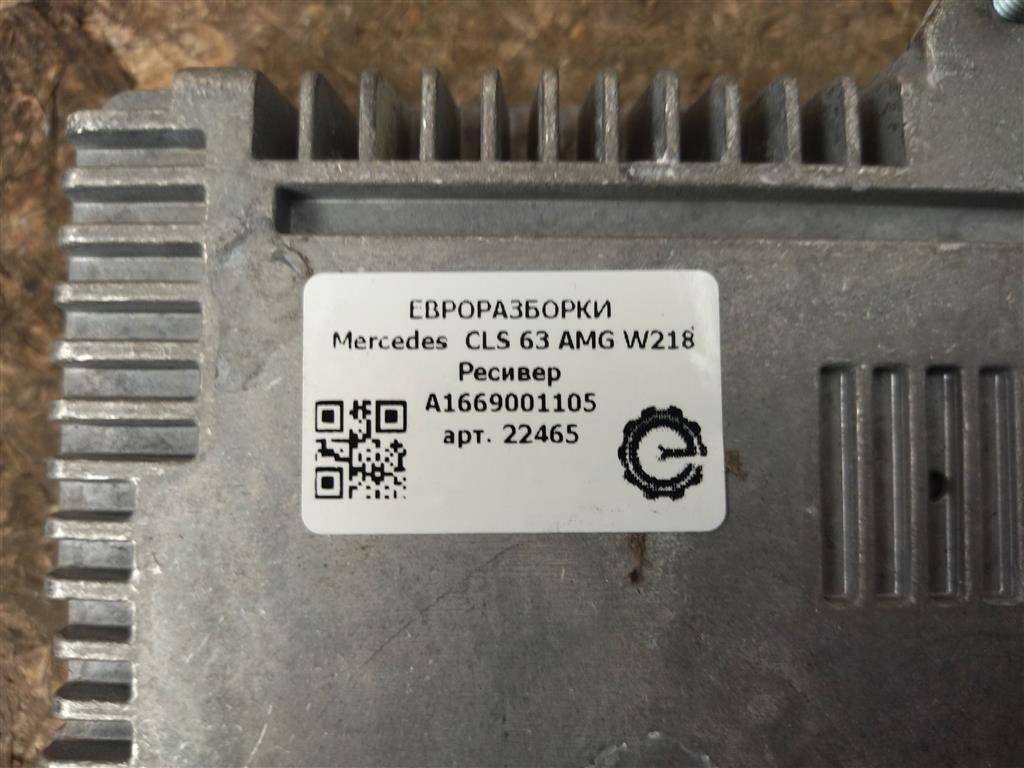 ЕВРОРАЗБОРКИ
Mercedes CLS 63 AMG W218
Ресивер
A1669001105
арт. 22465